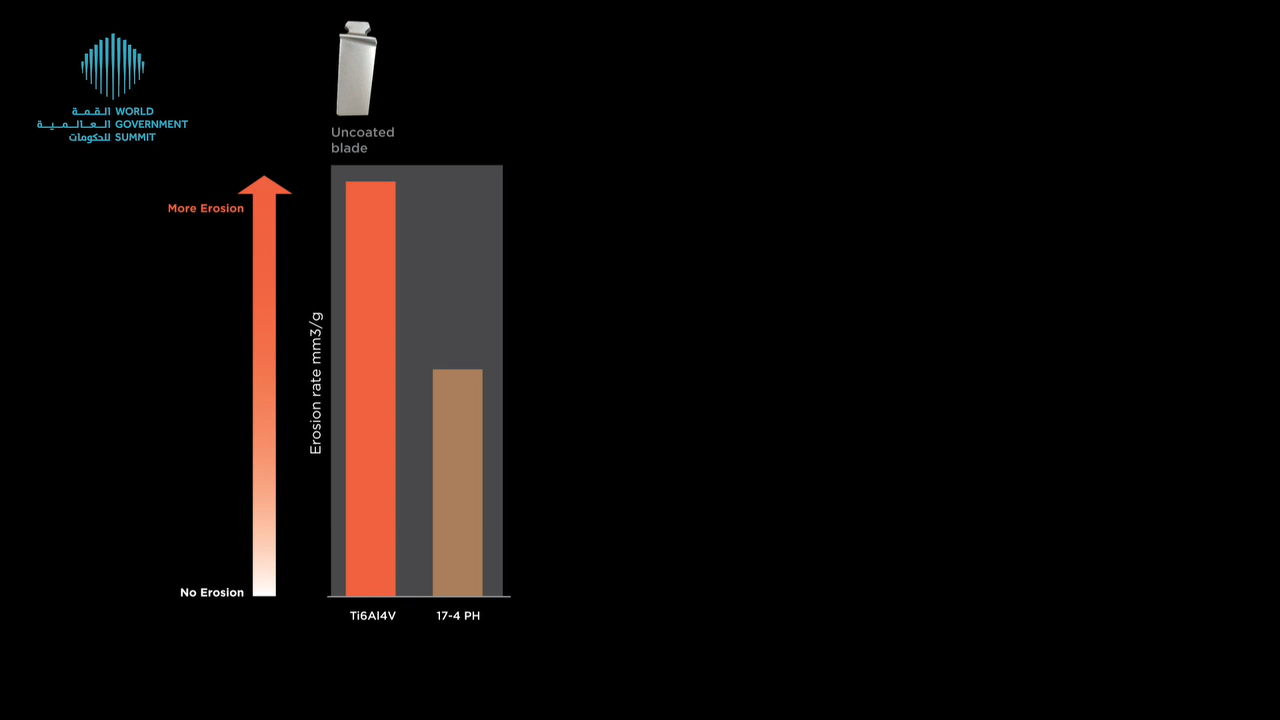 القمة WORLD
العالمية GOVERNMENT
للحكومات SUMMIT
Uncoated
blade
More Erosion
Erosion rate mm3/g
No Erosion
Ti6Al4V
17-4 PH